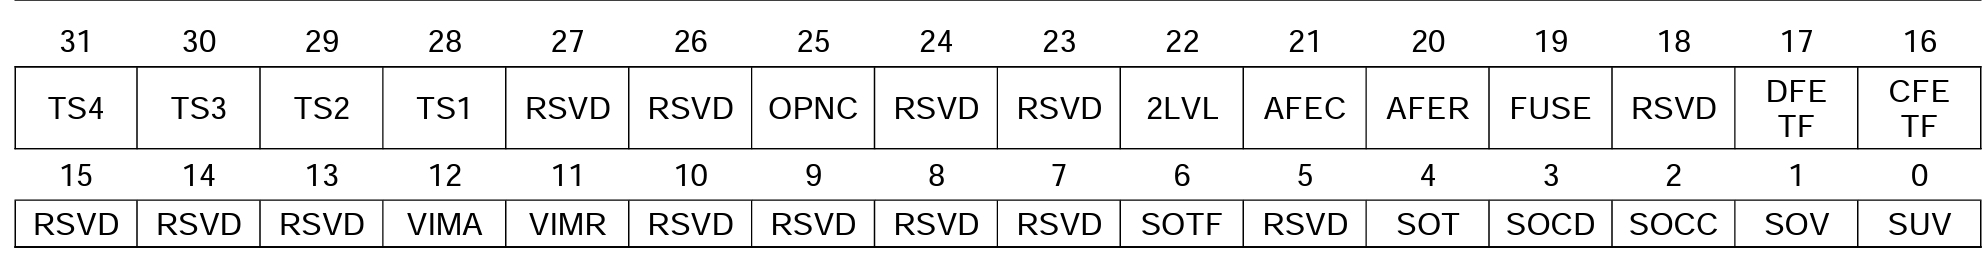 31 30 29 28 27 26 25 24 23 22 21 20 19 18 17 16
TS4 TS3 TS2 TS1 RSVD RSVD OPNC RSVD RSVD 2LVL AFEC AFER FUSE RSVD DFE TF CFE TF
15 14 13 12 11 10 9 8 7 6 5 4 3 2 1 0
RSVD RSVD RSVD VIMA VIMR RSVD RSVD RSVD RSVD SOTF RSVD SOT SOCD SOCC SOV SUV